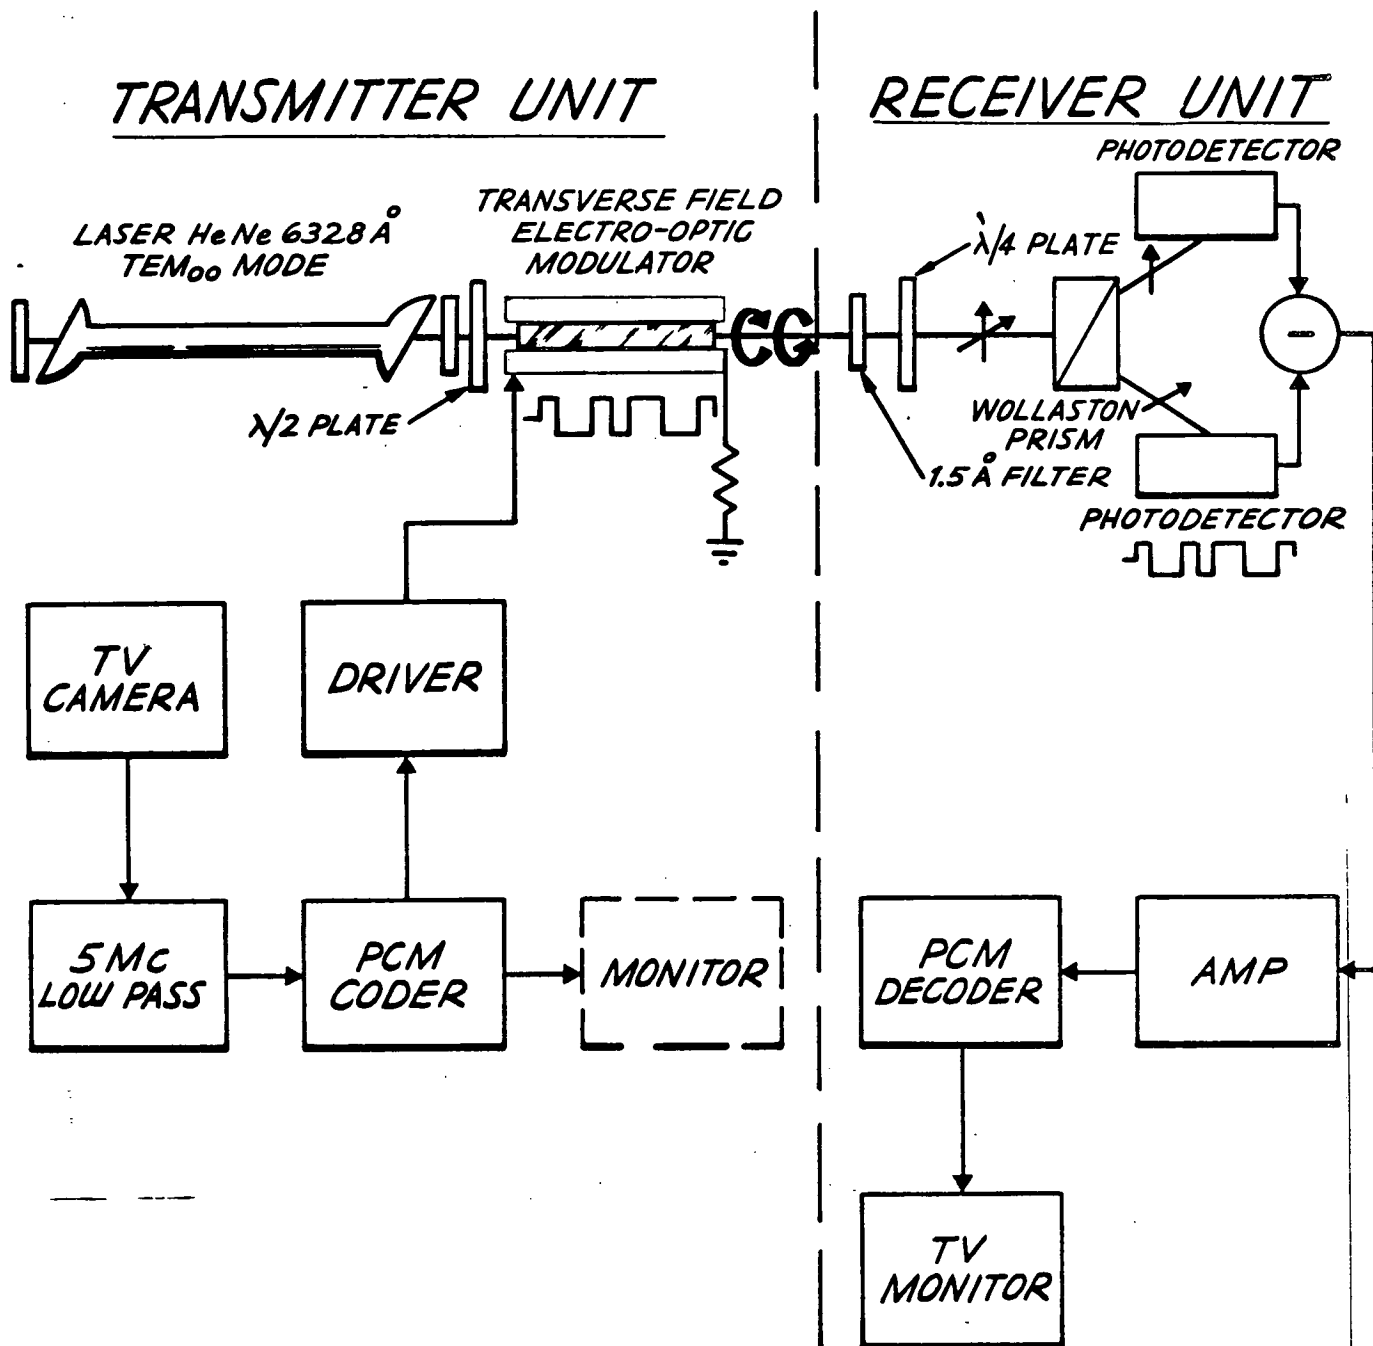 TRANSMITTER UNIT
RECEIVER UNIT
LASER HeNe 6328 Å
TEM₀₀ MODE
TRANSVERSE FIELD
ELECTRO-OPTIC
MODULATOR
λ/2 PLATE
PHOTODETECTOR
λ/4 PLATE
WOLLASTON
PRISM
1.5 Å FILTER
PHOTODETECTOR
−
TV
CAMERA
DRIVER
5 Mc
LOW PASS
PCM
CODER
MONITOR
PCM
DECODER
AMP
TV
MONITOR